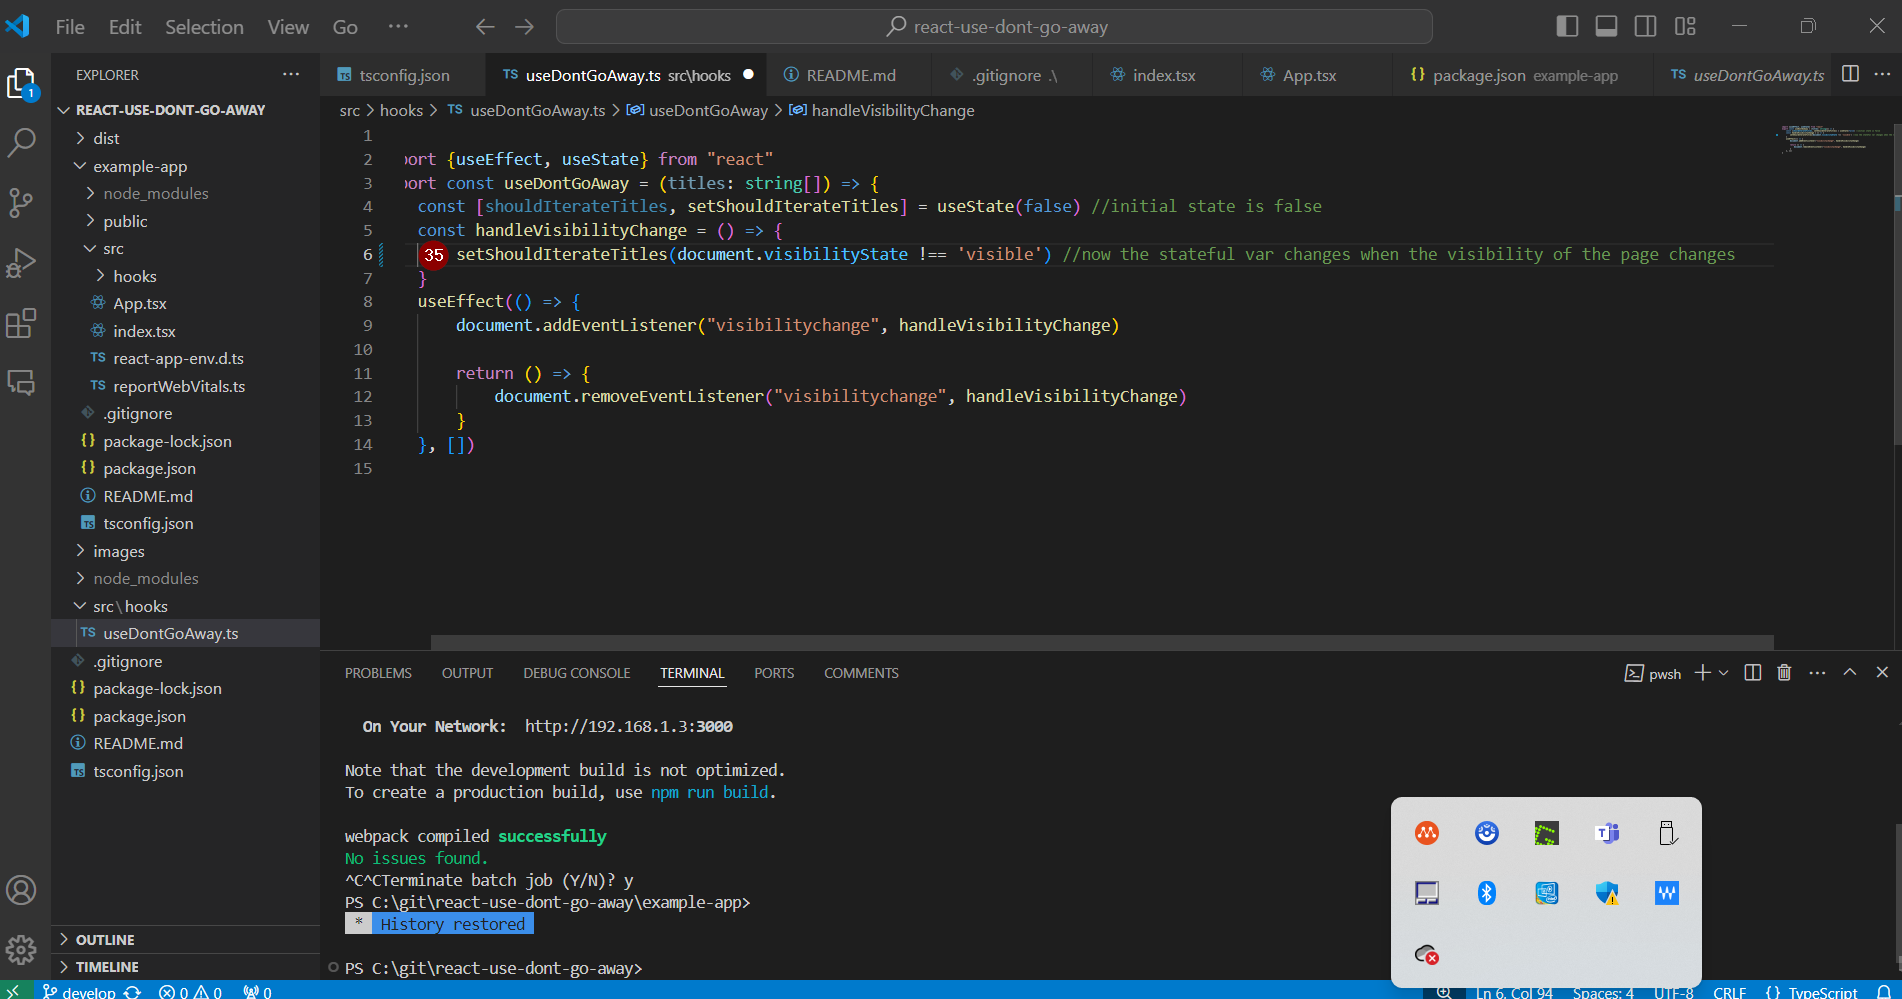 File Edit Selection View Go ··· react-use-dont-go-away
EXPLORER ···
REACT-USE-DONT-GO-AWAY
dist
example-app
node_modules
public
src
hooks
App.tsx
index.tsx
TS react-app-env.d.ts
TS reportWebVitals.ts
.gitignore
{} package-lock.json
{} package.json
README.md
TS tsconfig.json
images
node_modules
src\hooks
TS useDontGoAway.ts
.gitignore
{} package-lock.json
{} package.json
README.md
TS tsconfig.json
OUTLINE
TIMELINE
TS tsconfig.json TS useDontGoAway.ts src\hooks README.md .gitignore .\ index.tsx App.tsx {} package.json example-app TS useDontGoAway.ts ···
src > hooks > TS useDontGoAway.ts > useDontGoAway > handleVisibilityChange
1
2 port {useEffect, useState} from "react"
3 port const useDontGoAway = (titles: string[]) => {
4 const [shouldIterateTitles, setShouldIterateTitles] = useState(false) //initial state is false
5 const handleVisibilityChange = () => {
6 35 setShouldIterateTitles(document.visibilityState !== 'visible') //now the stateful var changes when the visibility of the page changes
7 }
8 useEffect(() => {
9 document.addEventListener("visibilitychange", handleVisibilityChange)
10
11 return () => {
12 document.removeEventListener("visibilitychange", handleVisibilityChange)
13 }
14 }, [])
15
PROBLEMS OUTPUT DEBUG CONSOLE TERMINAL PORTS COMMENTS pwsh ···
On Your Network: http://192.168.1.3:3000
Note that the development build is not optimized.
To create a production build, use npm run build.
webpack compiled successfully
No issues found.
^C^CTerminate batch job (Y/N)? y
PS C:\git\react-use-dont-go-away\example-app>
* History restored
PS C:\git\react-use-dont-go-away>
develop 0 0 0 Ln 6, Col 94 Spaces: 4 UTF-8 CRLF {} TypeScript